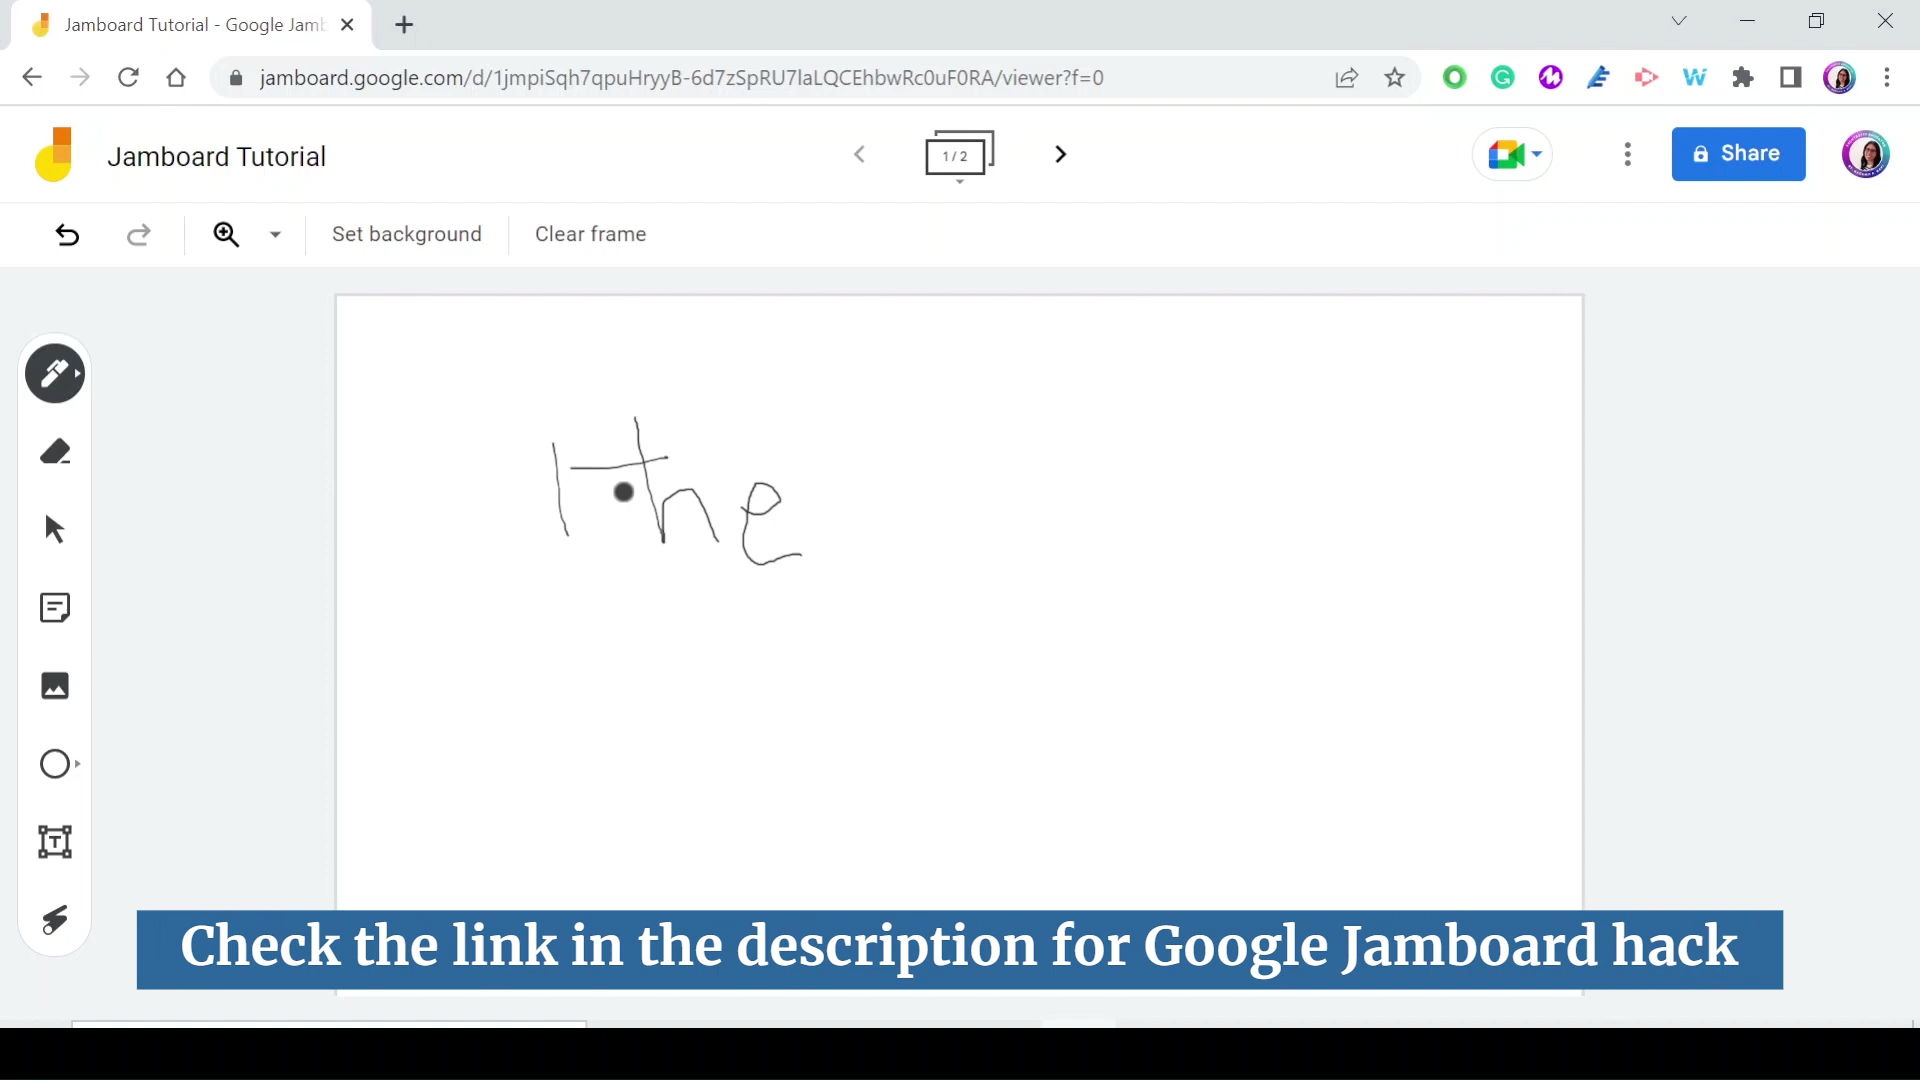 Jamboard Tutorial - Google Jamb
jamboard.google.com/d/1jmpiSqh7qpuHryyB-6d7zSpRU7laLQCEhbwRc0uF0RA/viewer?f=0
Jamboard Tutorial
1 / 2
Share
Set background
Clear frame
the
Check the link in the description for Google Jamboard hack